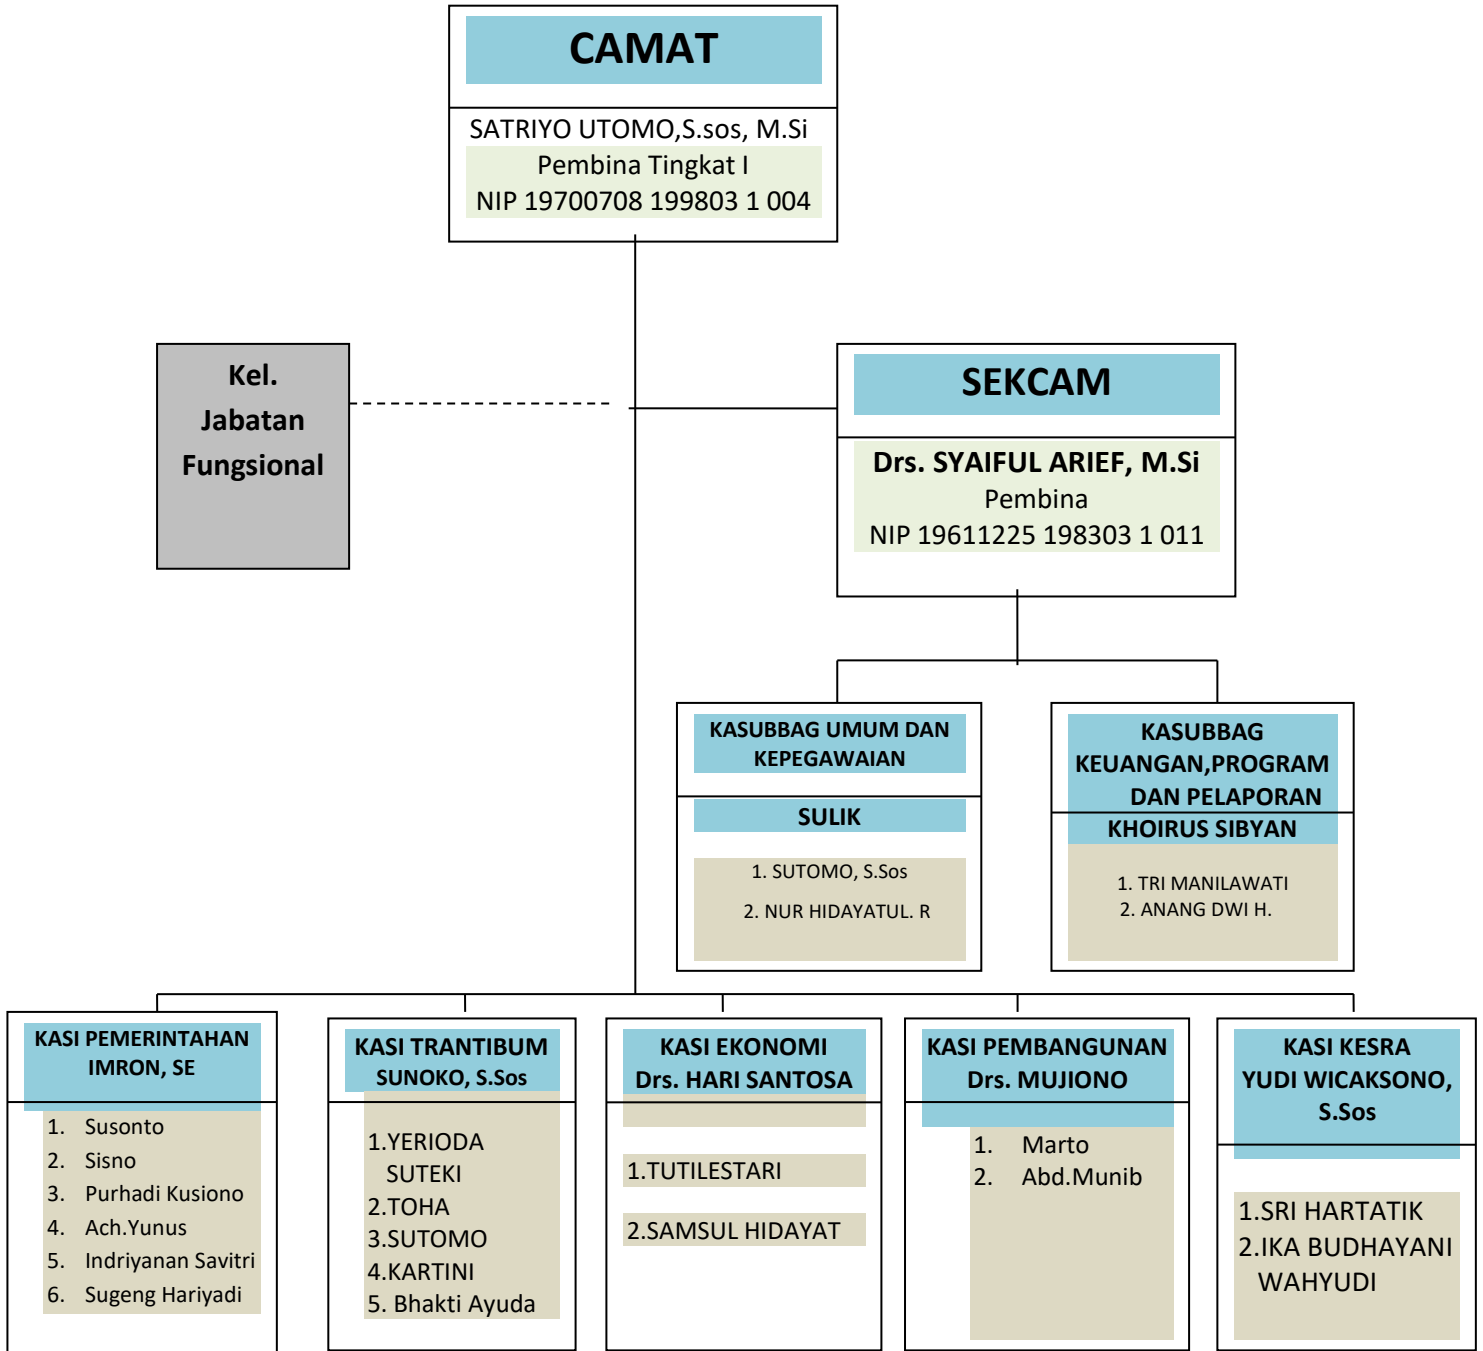 CAMAT
SATRIYO UTOMO,S.sos, M.Si
Pembina Tingkat I
NIP 19700708 199803 1 004
Kel.
Jabatan
Fungsional
SEKCAM
Drs. SYAIFUL ARIEF, M.Si
Pembina
NIP 19611225 198303 1 011
KASUBBAG UMUM DAN
KEPEGAWAIAN
SULIK
1. SUTOMO, S.Sos
2. NUR HIDAYATUL. R
KASUBBAG
KEUANGAN,PROGRAM
DAN PELAPORAN
KHOIRUS SIBYAN
1. TRI MANILAWATI
2. ANANG DWI H.
KASI PEMERINTAHAN
IMRON, SE
1. Susonto
2. Sisno
3. Purhadi Kusiono
4. Ach.Yunus
5. Indriyanan Savitri
6. Sugeng Hariyadi
KASI TRANTIBUM
SUNOKO, S.Sos
1.YERIODA
SUTEKI
2.TOHA
3.SUTOMO
4.KARTINI
5. Bhakti Ayuda
KASI EKONOMI
Drs. HARI SANTOSA
1.TUTILESTARI
2.SAMSUL HIDAYAT
KASI PEMBANGUNAN
Drs. MUJIONO
1. Marto
2. Abd.Munib
KASI KESRA
YUDI WICAKSONO,
S.Sos
1.SRI HARTATIK
2.IKA BUDHAYANI
WAHYUDI